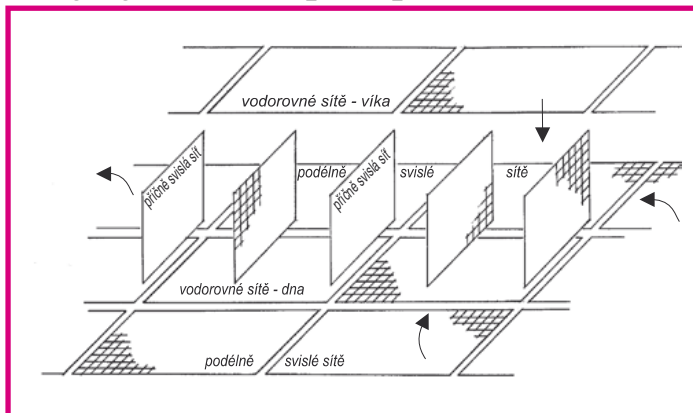 vodorovné sítě - víka
příčně svislá síť
podélně svislé sítě
příčně svislá síť
vodorovné sítě - dna
podélně svislé sítě